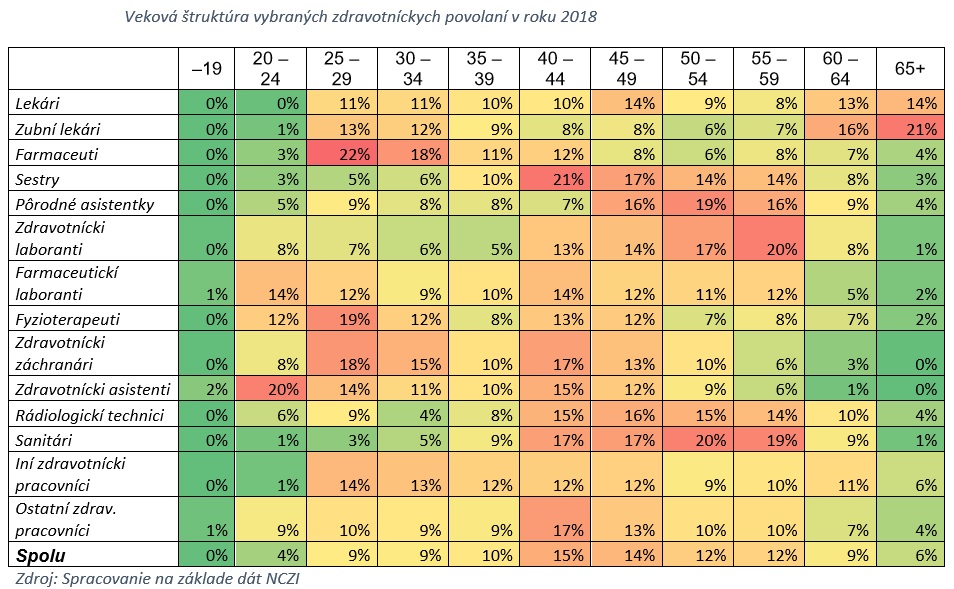 Veková štruktúra vybraných zdravotníckych povolaní v roku 2018
–19 20 – 24 25 – 29 30 – 34 35 – 39 40 – 44 45 – 49 50 – 54 55 – 59 60 – 64 65+
Lekári 0% 0% 11% 11% 10% 10% 14% 9% 8% 13% 14%
Zubní lekári 0% 1% 13% 12% 9% 8% 8% 6% 7% 16% 21%
Farmaceuti 0% 3% 22% 18% 11% 12% 8% 6% 8% 7% 4%
Sestry 0% 3% 5% 6% 10% 21% 17% 14% 14% 8% 3%
Pôrodné asistentky 0% 5% 9% 8% 8% 7% 16% 19% 16% 9% 4%
Zdravotnícki
laboranti 0% 8% 7% 6% 5% 13% 14% 17% 20% 8% 1%
Farmaceutickí
laboranti 1% 14% 12% 9% 10% 14% 12% 11% 12% 5% 2%
Fyzioterapeuti 0% 12% 19% 12% 8% 13% 12% 7% 8% 7% 2%
Zdravotnícki
záchranári 0% 8% 18% 15% 10% 17% 13% 10% 6% 3% 0%
Zdravotnícki asistenti 2% 20% 14% 11% 10% 15% 12% 9% 6% 1% 0%
Rádiologickí technici 0% 6% 9% 4% 8% 15% 16% 15% 14% 10% 4%
Sanitári 0% 1% 3% 5% 9% 17% 17% 20% 19% 9% 1%
Iní zdravotnícki
pracovníci 0% 1% 14% 13% 12% 12% 12% 9% 10% 11% 6%
Ostatní zdrav.
pracovníci 1% 9% 10% 9% 9% 17% 13% 10% 10% 7% 4%
Spolu 0% 4% 9% 9% 10% 15% 14% 12% 12% 9% 6%
Zdroj: Spracovanie na základe dát NCZI